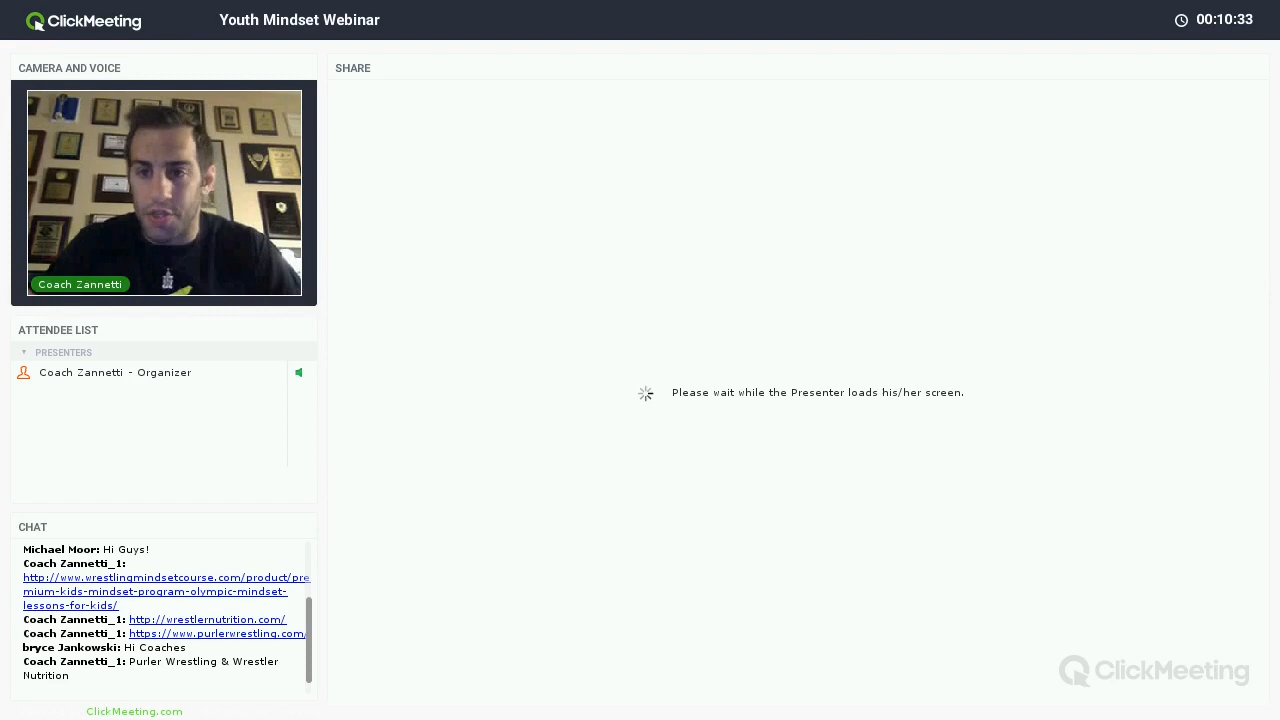 ClickMeeting
Youth Mindset Webinar
00:10:33
CAMERA AND VOICE
SHARE
Coach Zannetti
ATTENDEE LIST
PRESENTERS
Coach Zannetti - Organizer
Please wait while the Presenter loads his/her screen.
CHAT
Michael Moor: Hi Guys!
Coach Zannetti_1:
http://www.wrestlingmindsetcourse.com/product/pre
mium-kids-mindset-program-olympic-mindset-
lessons-for-kids/
Coach Zannetti_1: http://wrestlernutrition.com/
Coach Zannetti_1: https://www.purlerwrestling.com/
bryce Jankowski: Hi Coaches
Coach Zannetti_1: Purler Wrestling & Wrestler
Nutrition
ClickMeeting
ClickMeeting.com